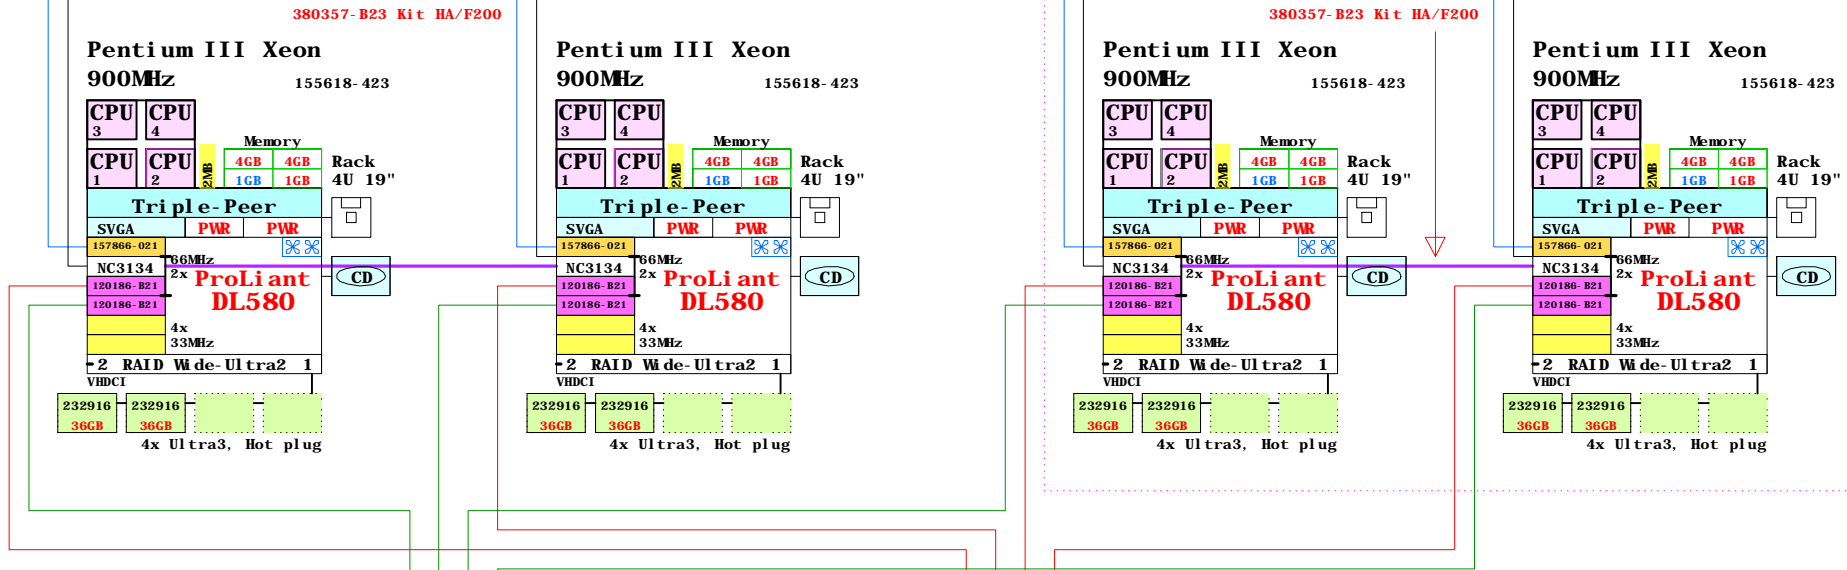 380357-B23 Kit HA/F200
380357-B23 Kit HA/F200
Pentium III Xeon
900MHz
155618-423
CPU
3
CPU
4
CPU
1
CPU
2
2MB
Memory
4GB 4GB
1GB 1GB
Rack
4U 19"
Triple-Peer
SVGA
PWR PWR
157866-021
NC3134
120186-B21
120186-B21
66MHz
2x
ProLiant
DL580
CD
4x
33MHz
2 RAID Wide-Ultra2 1
VHDCI
232916
36GB
232916
36GB
4x Ultra3, Hot plug
Pentium III Xeon
900MHz
155618-423
CPU
3
CPU
4
CPU
1
CPU
2
2MB
Memory
4GB 4GB
1GB 1GB
Rack
4U 19"
Triple-Peer
SVGA
PWR PWR
157866-021
NC3134
120186-B21
120186-B21
66MHz
2x
ProLiant
DL580
CD
4x
33MHz
2 RAID Wide-Ultra2 1
VHDCI
232916
36GB
232916
36GB
4x Ultra3, Hot plug
Pentium III Xeon
900MHz
155618-423
CPU
3
CPU
4
CPU
1
CPU
2
2MB
Memory
4GB 4GB
1GB 1GB
Rack
4U 19"
Triple-Peer
SVGA
PWR PWR
157866-021
NC3134
120186-B21
120186-B21
66MHz
2x
ProLiant
DL580
CD
4x
33MHz
2 RAID Wide-Ultra2 1
VHDCI
232916
36GB
232916
36GB
4x Ultra3, Hot plug
Pentium III Xeon
900MHz
155618-423
CPU
3
CPU
4
CPU
1
CPU
2
2MB
Memory
4GB 4GB
1GB 1GB
Rack
4U 19"
Triple-Peer
SVGA
PWR PWR
157866-021
NC3134
120186-B21
120186-B21
66MHz
2x
ProLiant
DL580
CD
4x
33MHz
2 RAID Wide-Ultra2 1
VHDCI
232916
36GB
232916
36GB
4x Ultra3, Hot plug